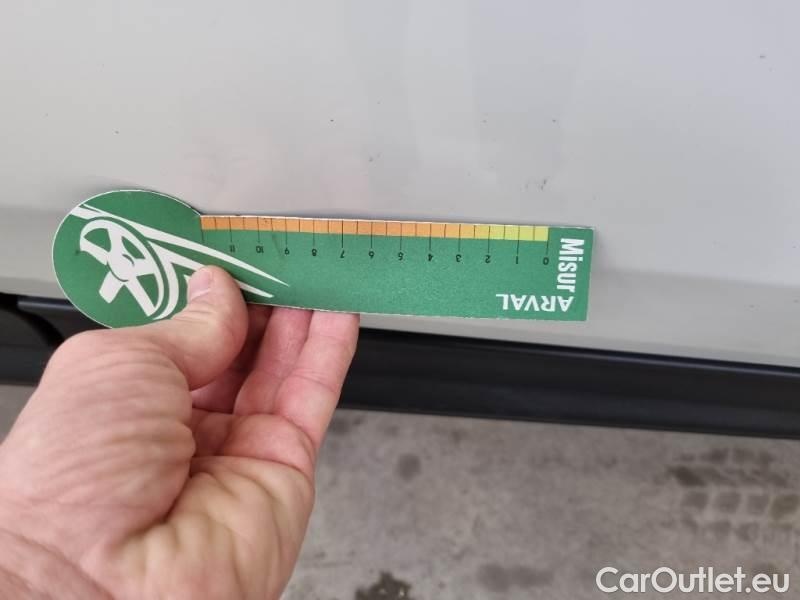 Misur
ARVAL
0 1 2 3 4 5 6 7 8 9 10 11
CarOutlet.eu